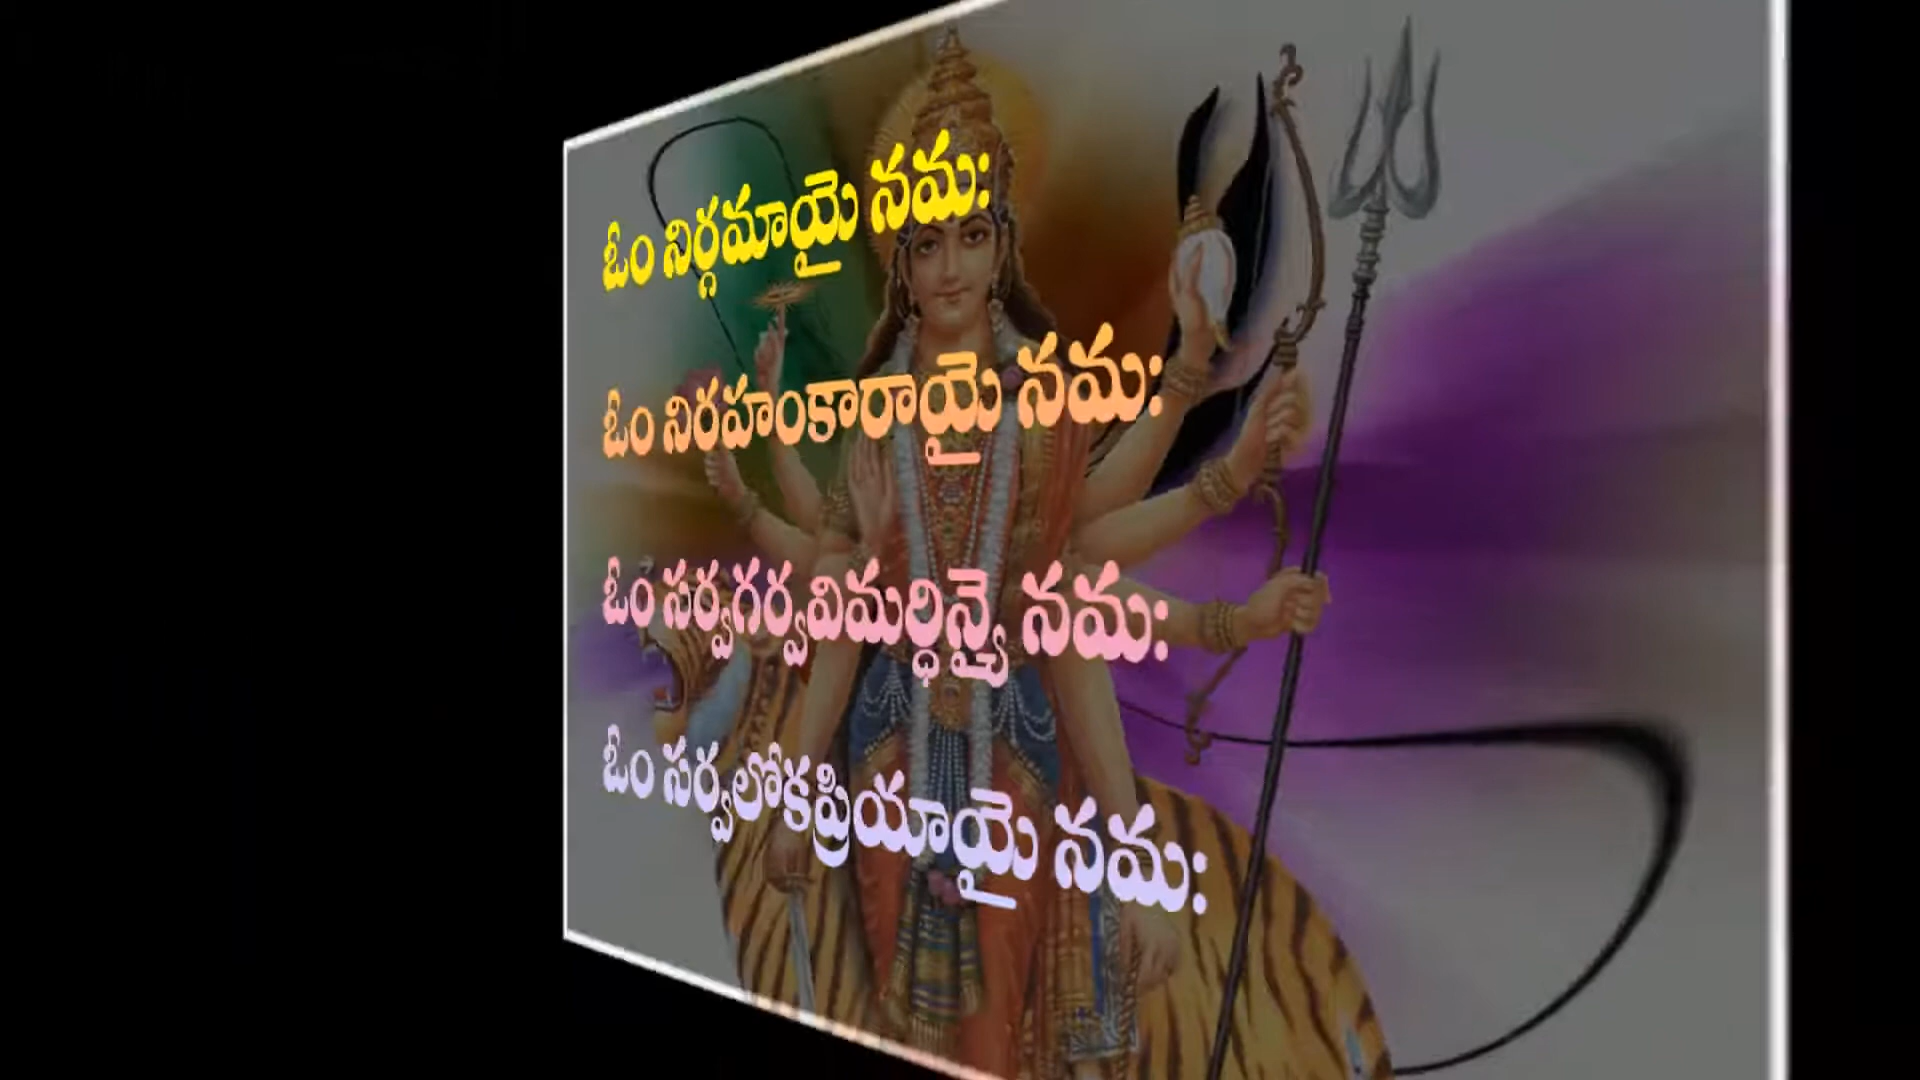 ఓం నిర్గమాయై నమ:
ఓం నిరహంకారాయై నమ:
ఓం సర్వగర్వవిమర్ధిన్యై నమ:
ఓం సర్వలోకప్రియాయై నమ: